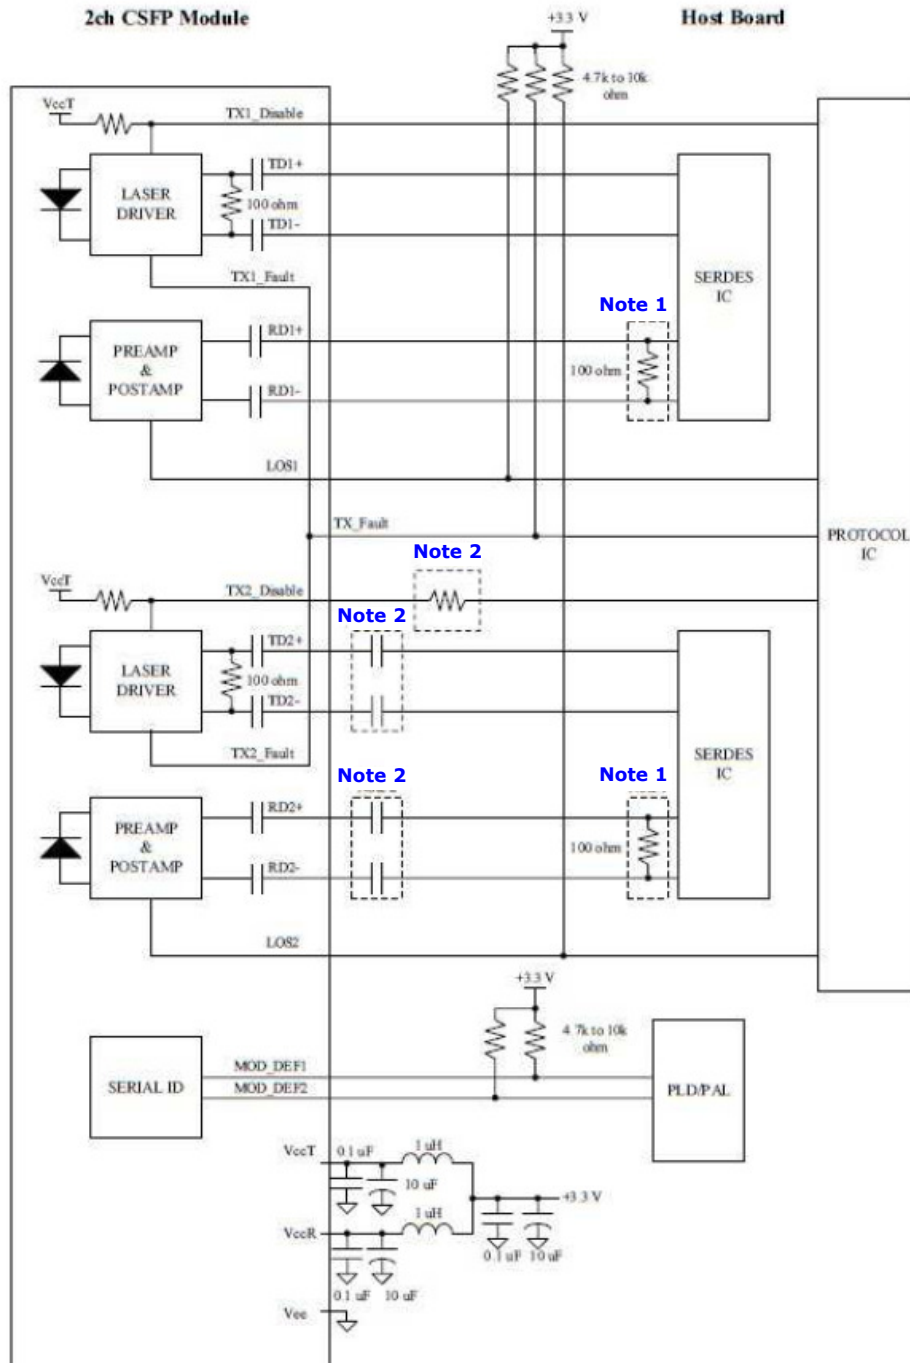 2ch CSFP Module
Host Board
+3.3 V
4.7k to 10k
ohm
VccT
TX1_Disable
TD1+
LASER
DRIVER
100 ohm
TD1-
TX1_Fault
SERDES
IC
Note 1
RD1+
PREAMP
&
POSTAMP
100 ohm
RD1-
LOS1
TX_Fault
PROTOCOL
IC
Note 2
VccT
TX2_Disable
Note 2
TD2+
LASER
DRIVER
100 ohm
TD2-
TX2_Fault
SERDES
IC
Note 2
Note 1
RD2+
PREAMP
&
POSTAMP
100 ohm
RD2-
LOS2
+3.3 V
4.7k to 10k
ohm
SERIAL ID
MOD_DEF1
MOD_DEF2
PLD/PAL
VccT
0.1 uF
1 uH
10 uF
1 uH
+3.3 V
VccR
0.1 uF
10 uF
0.1 uF
10 uF
Vee